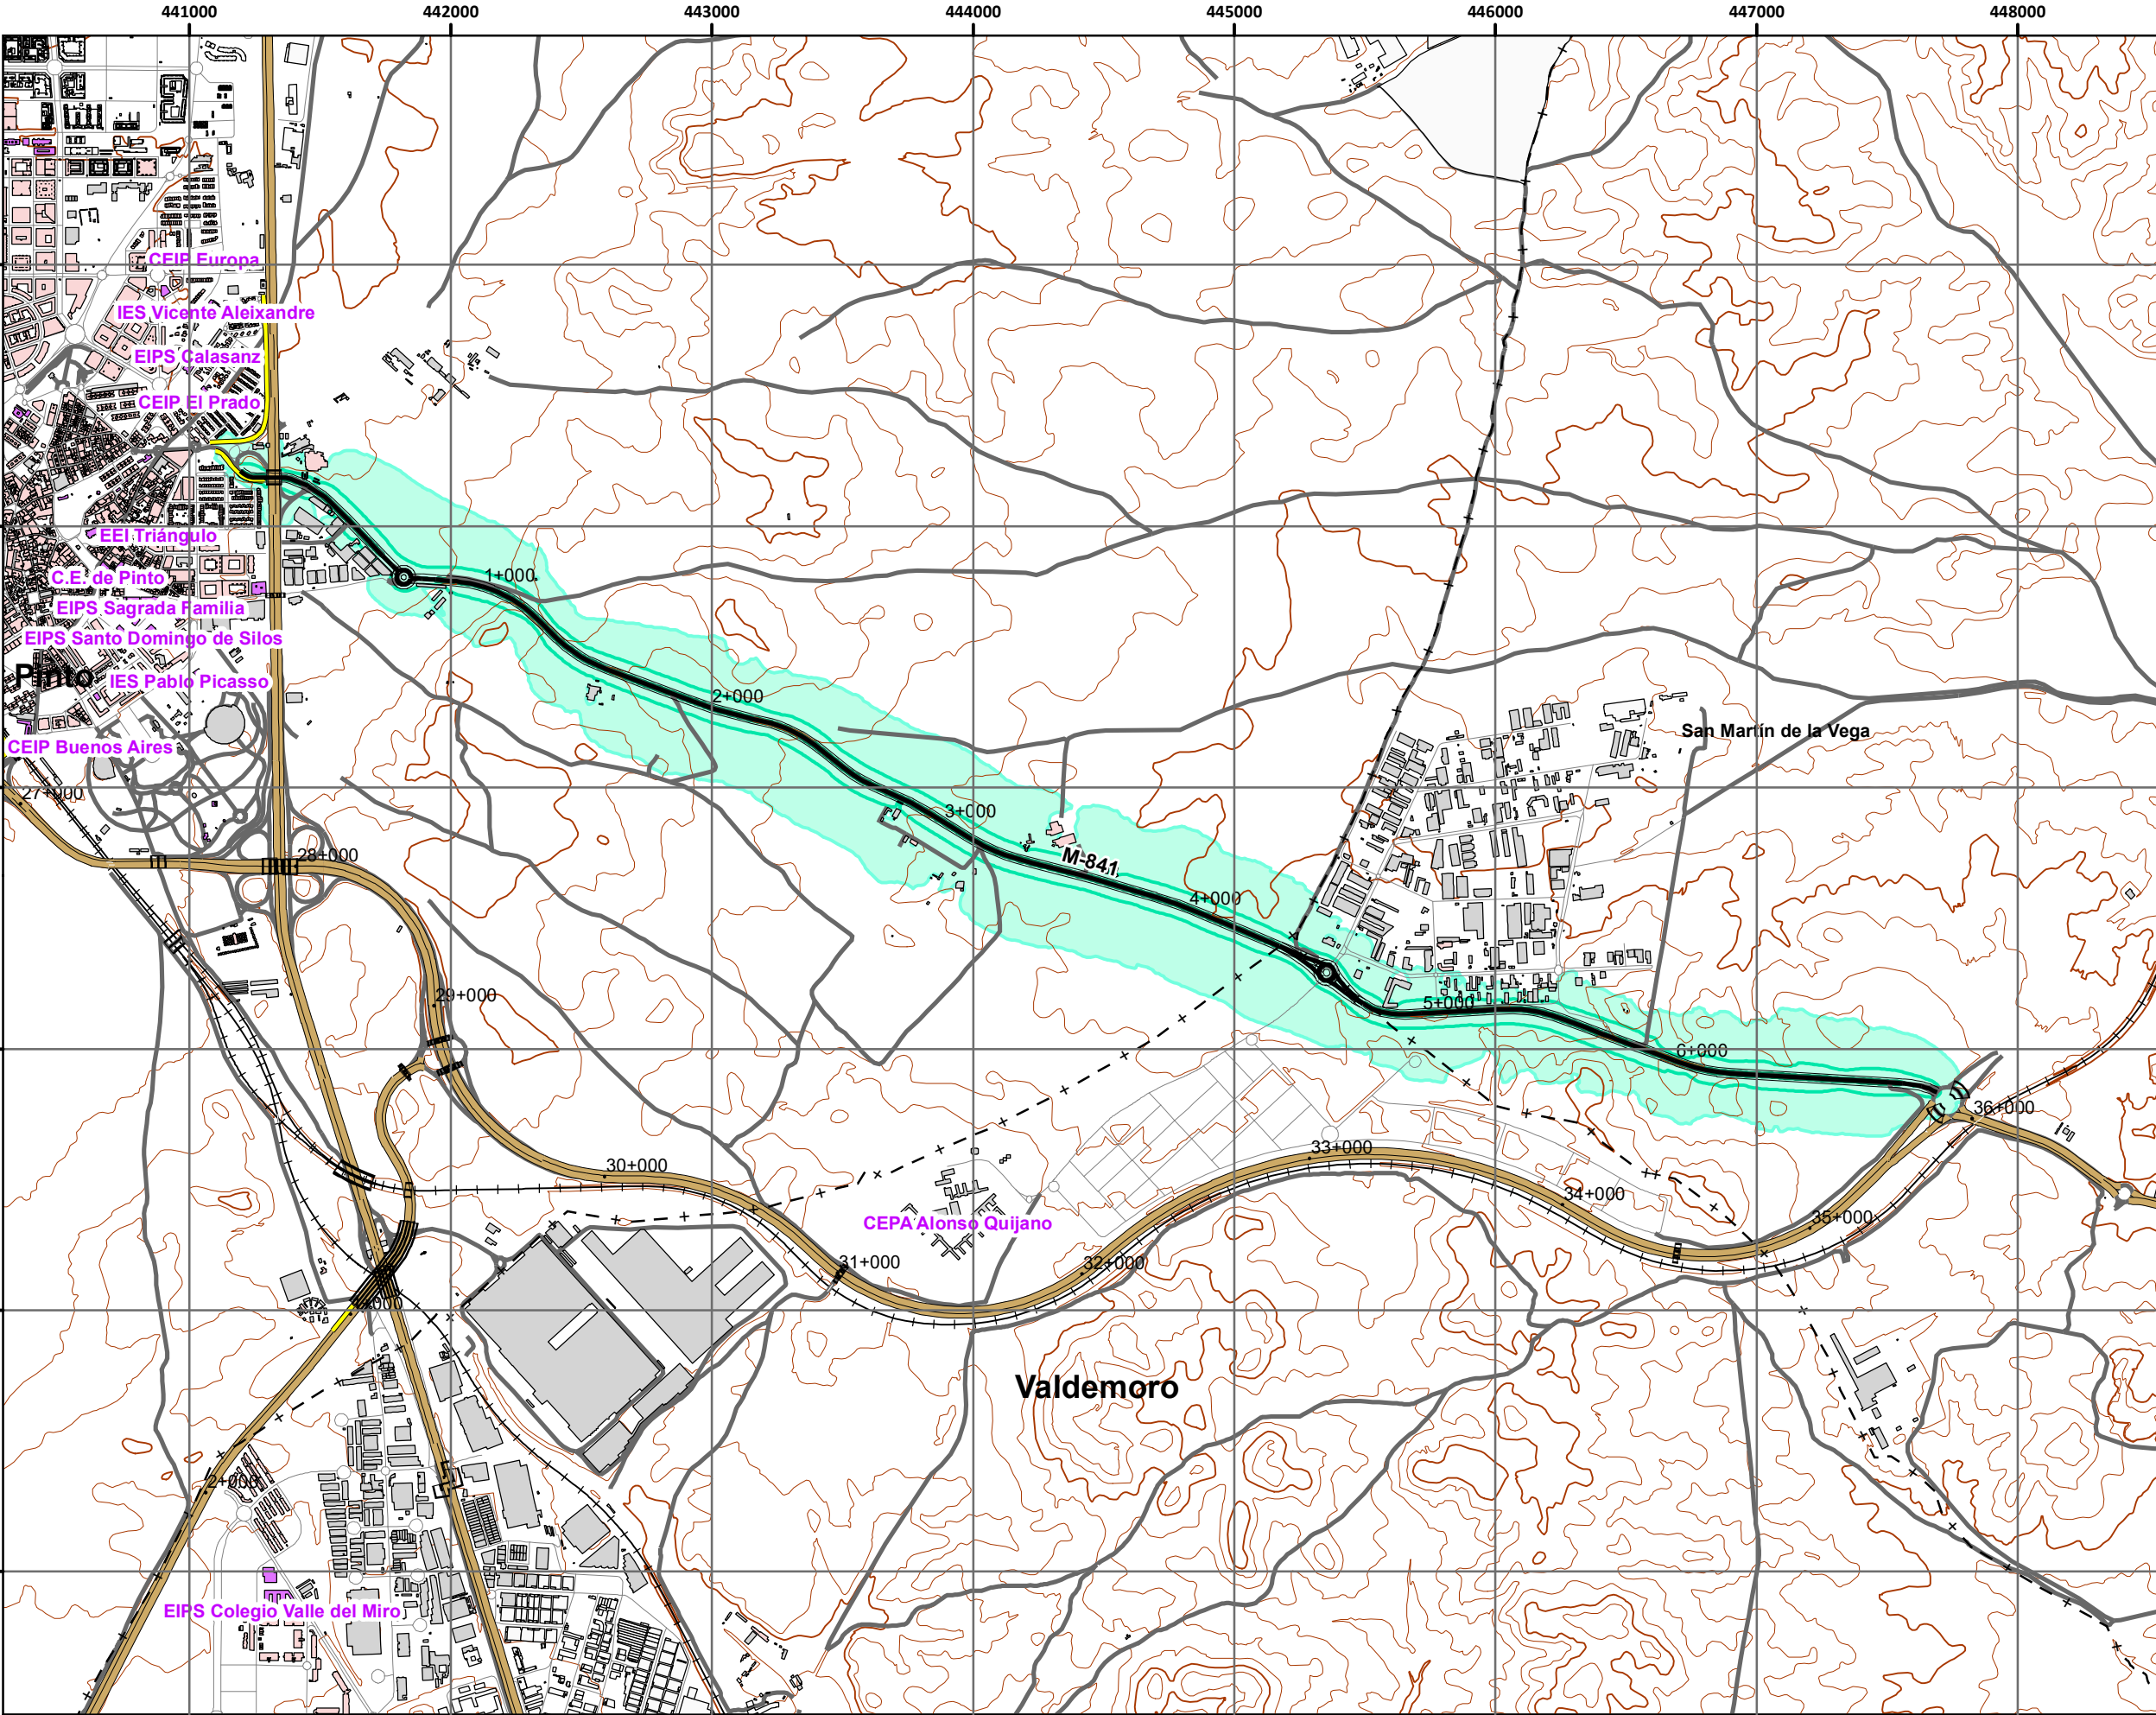 441000 442000 443000 444000 445000 446000 447000 448000
CEIP Europa
IES Vicente Aleixandre
EIPS Calasanz
CEIP El Prado
EEI Triángulo
C.E. de Pinto
1+000
EIPS Sagrada Familia
EIPS Santo Domingo de Silos
Pinto
IES Pablo Picasso
2+000
San Martín de la Vega
CEIP Buenos Aires
27+000
3+000
28+000
M-841
4+000
29+000
5+000
6+000
36+000
33+000
30+000
34+000
35+000
CEPA Alonso Quijano
31+000
32+000
Valdemoro
2+000
EIPS Colegio Valle del Miro